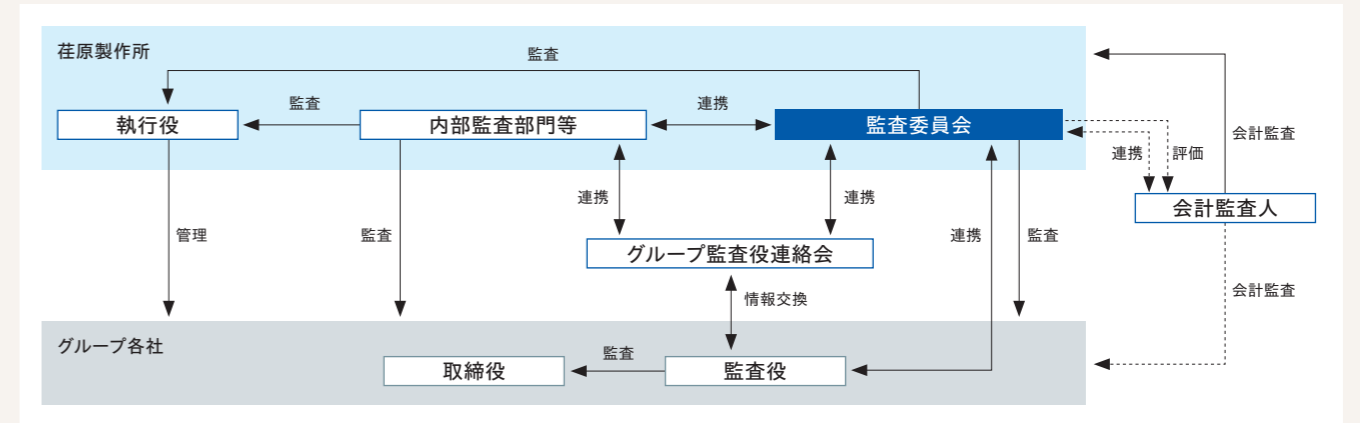 荏原製作所
監査
執行役
監査
内部監査部門等
連携
監査委員会
連携
評価
会計監査
会計監査人
管理
監査
連携
連携
連携
監査
グループ監査役連絡会
情報交換
会計監査
グループ各社
取締役
監査
監査役